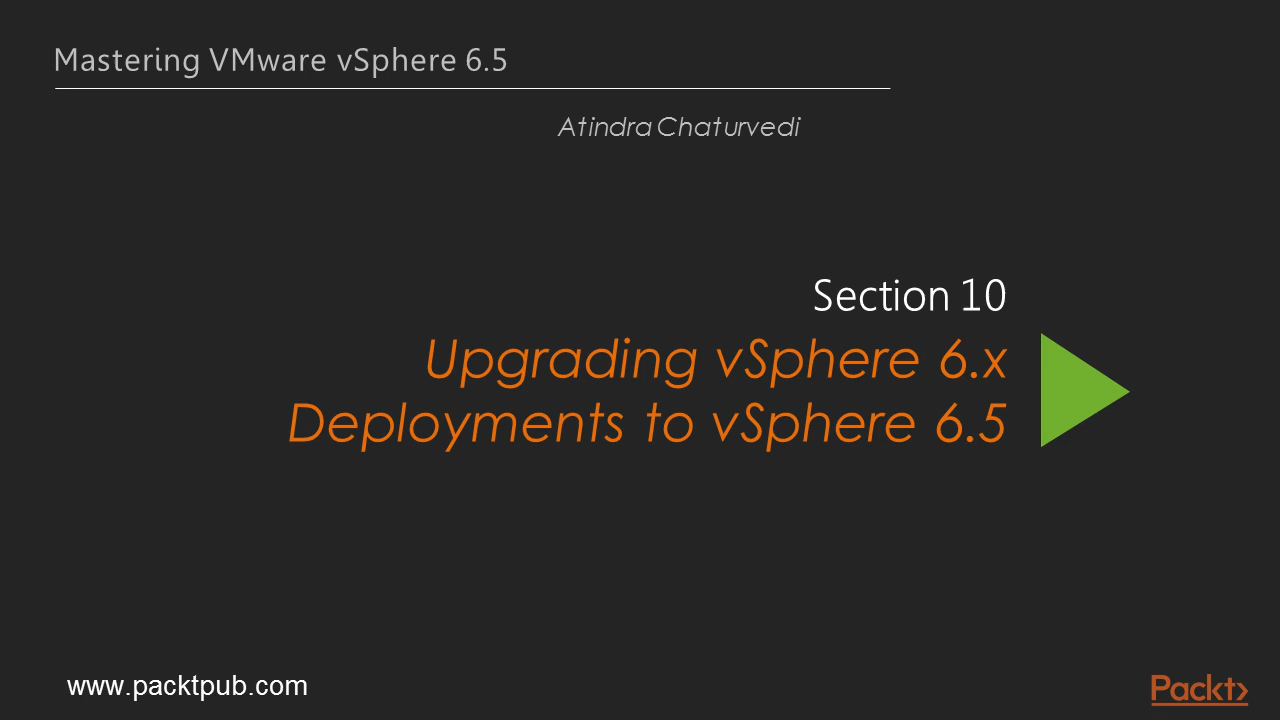 Mastering VMware vSphere 6.5
Atindra Chaturvedi
Section 10
Upgrading vSphere 6.x
Deployments to vSphere 6.5
www.packtpub.com
Packt>